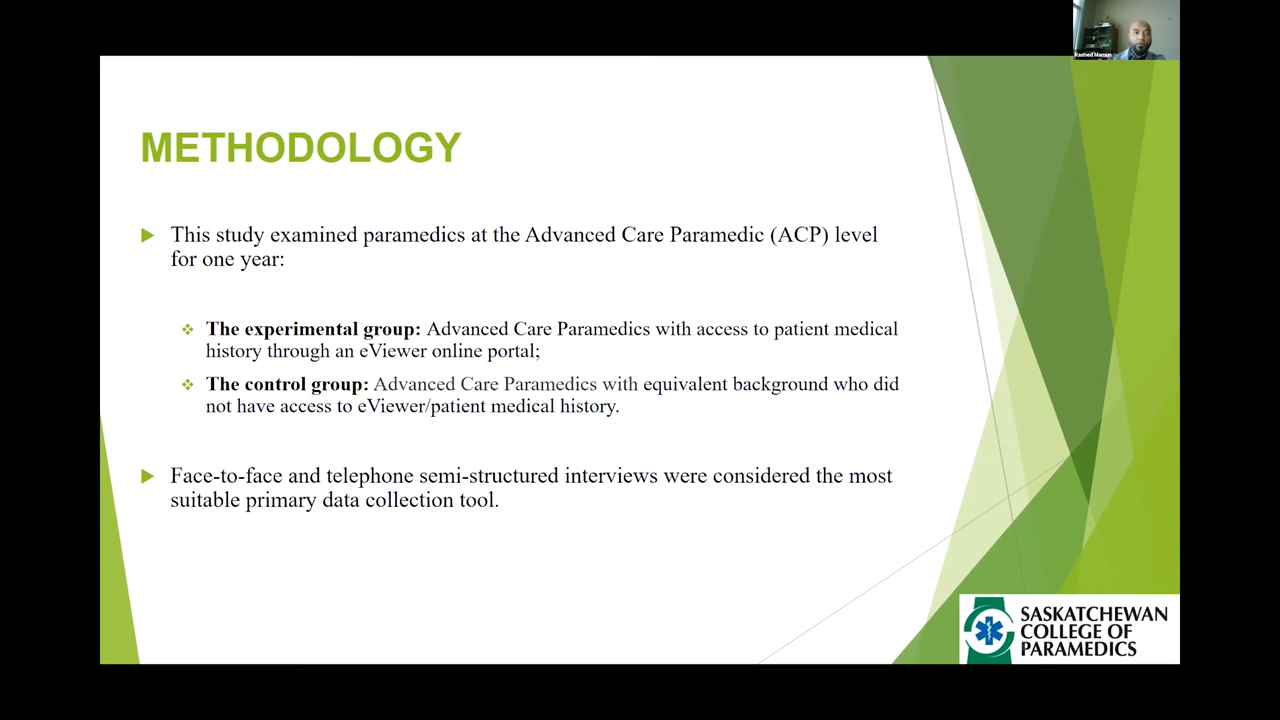 Rashed Mamun
METHODOLOGY
This study examined paramedics at the Advanced Care Paramedic (ACP) level
for one year:
The experimental group: Advanced Care Paramedics with access to patient medical
history through an eViewer online portal;
The control group: Advanced Care Paramedics with equivalent background who did
not have access to eViewer/patient medical history.
Face-to-face and telephone semi-structured interviews were considered the most
suitable primary data collection tool.
SASKATCHEWAN
COLLEGE OF
PARAMEDICS